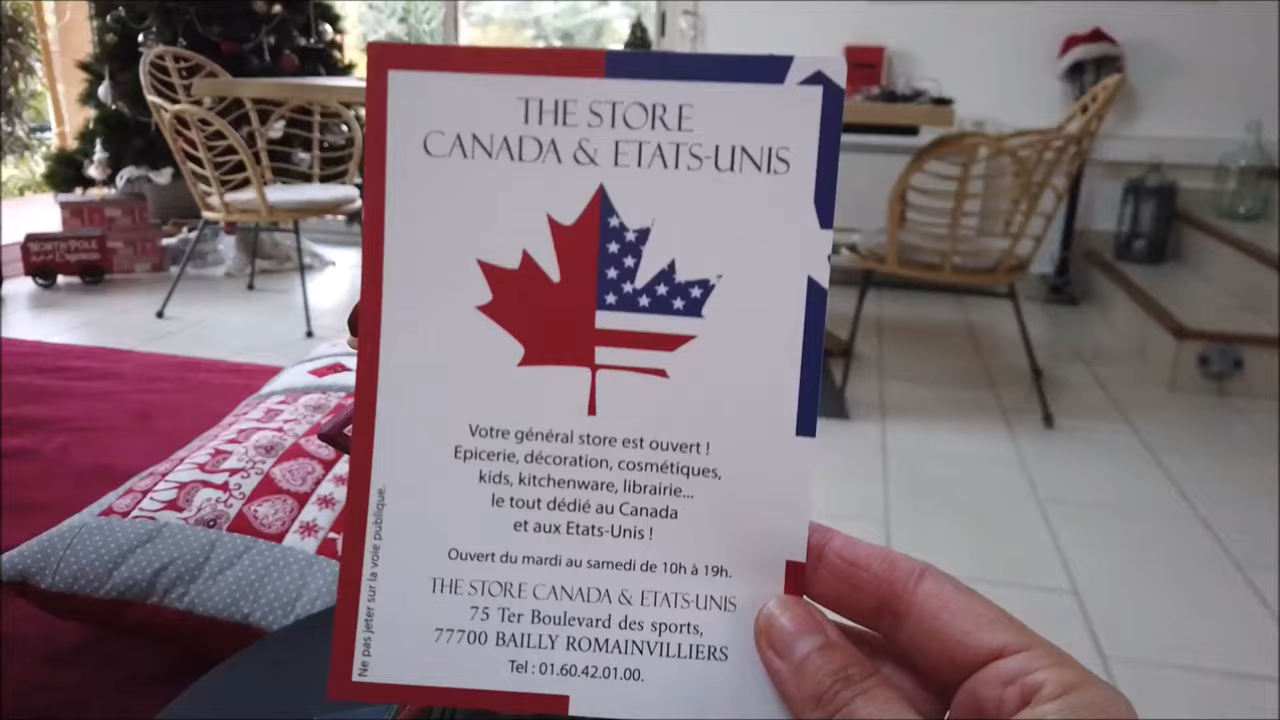 THE STORE
CANADA & ETATS-UNIS
Votre général store est ouvert !
Epicerie, décoration, cosmétiques,
kids, kitchenware, librairie...
le tout dédié au Canada
et aux Etats-Unis !
Ouvert du mardi au samedi de 10h à 19h.
THE STORE CANADA & ETATS-UNIS
75 Ter Boulevard des sports,
77700 BAILLY ROMAINVILLIERS
Tel : 01.60.42.01.00.
Ne pas jeter sur la voie publique.
NORTH POLE
Express